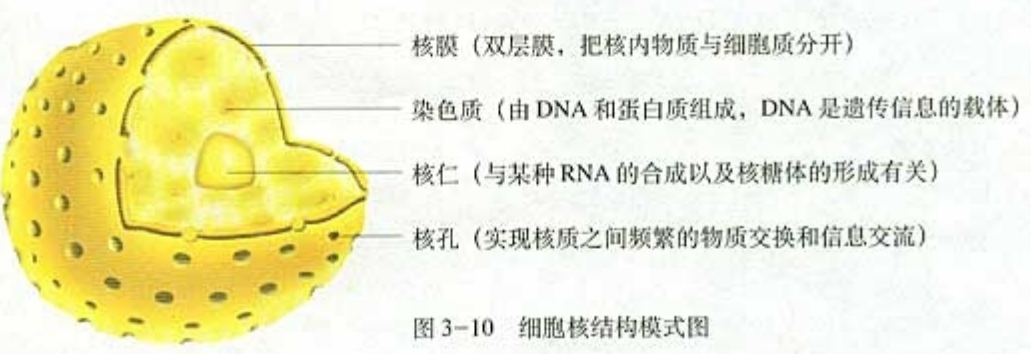 核膜（双层膜，把核内物质与细胞质分开）
染色质（由 DNA 和蛋白质组成，DNA 是遗传信息的载体）
核仁（与某种 RNA 的合成以及核糖体的形成有关）
核孔（实现核质之间频繁的物质交换和信息交流）
图 3-10 细胞核结构模式图